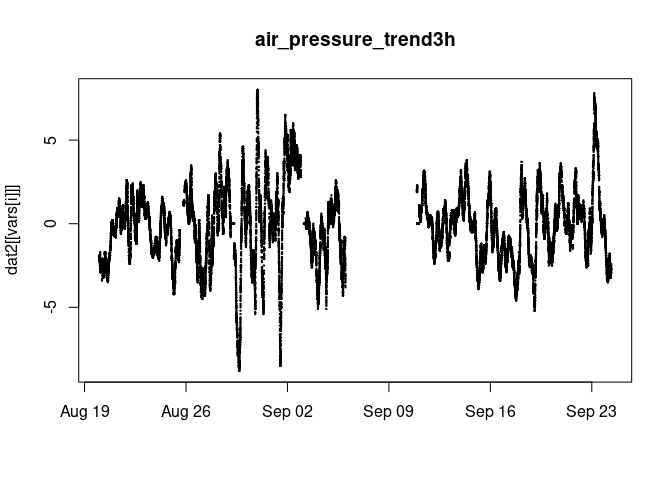 air_pressure_trend3h
dat2[[vars[i]]]
5
0
-5
Aug 19 Aug 26 Sep 02 Sep 09 Sep 16 Sep 23